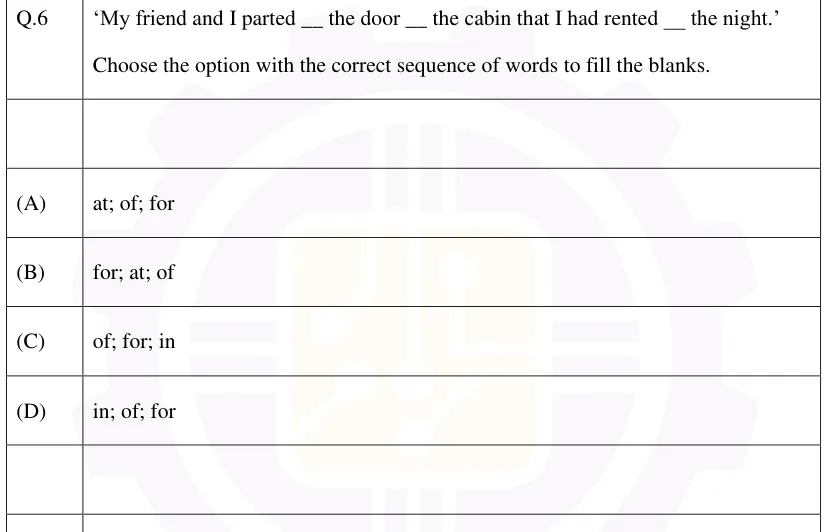 Q.6 ‘My friend and I parted __ the door __ the cabin that I had rented __ the night.’
Choose the option with the correct sequence of words to fill the blanks.
(A) at; of; for
(B) for; at; of
(C) of; for; in
(D) in; of; for